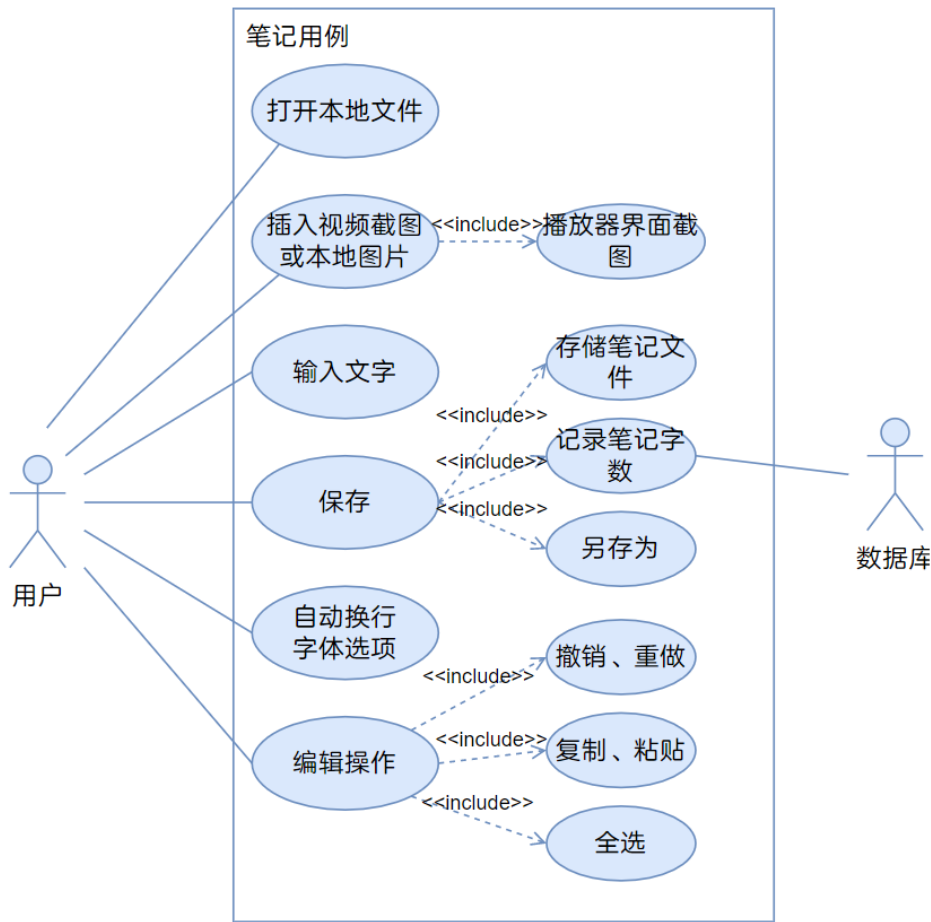 笔记用例
打开本地文件
插入视频截图
或本地图片
<<include>>
播放器界面截
图
输入文字
存储笔记文
件
<<include>>
保存
<<include>>
记录笔记字
数
<<include>>
另存为
用户
数据库
自动换行
字体选项
撤销、重做
<<include>>
编辑操作
<<include>>
复制、粘贴
<<include>>
全选